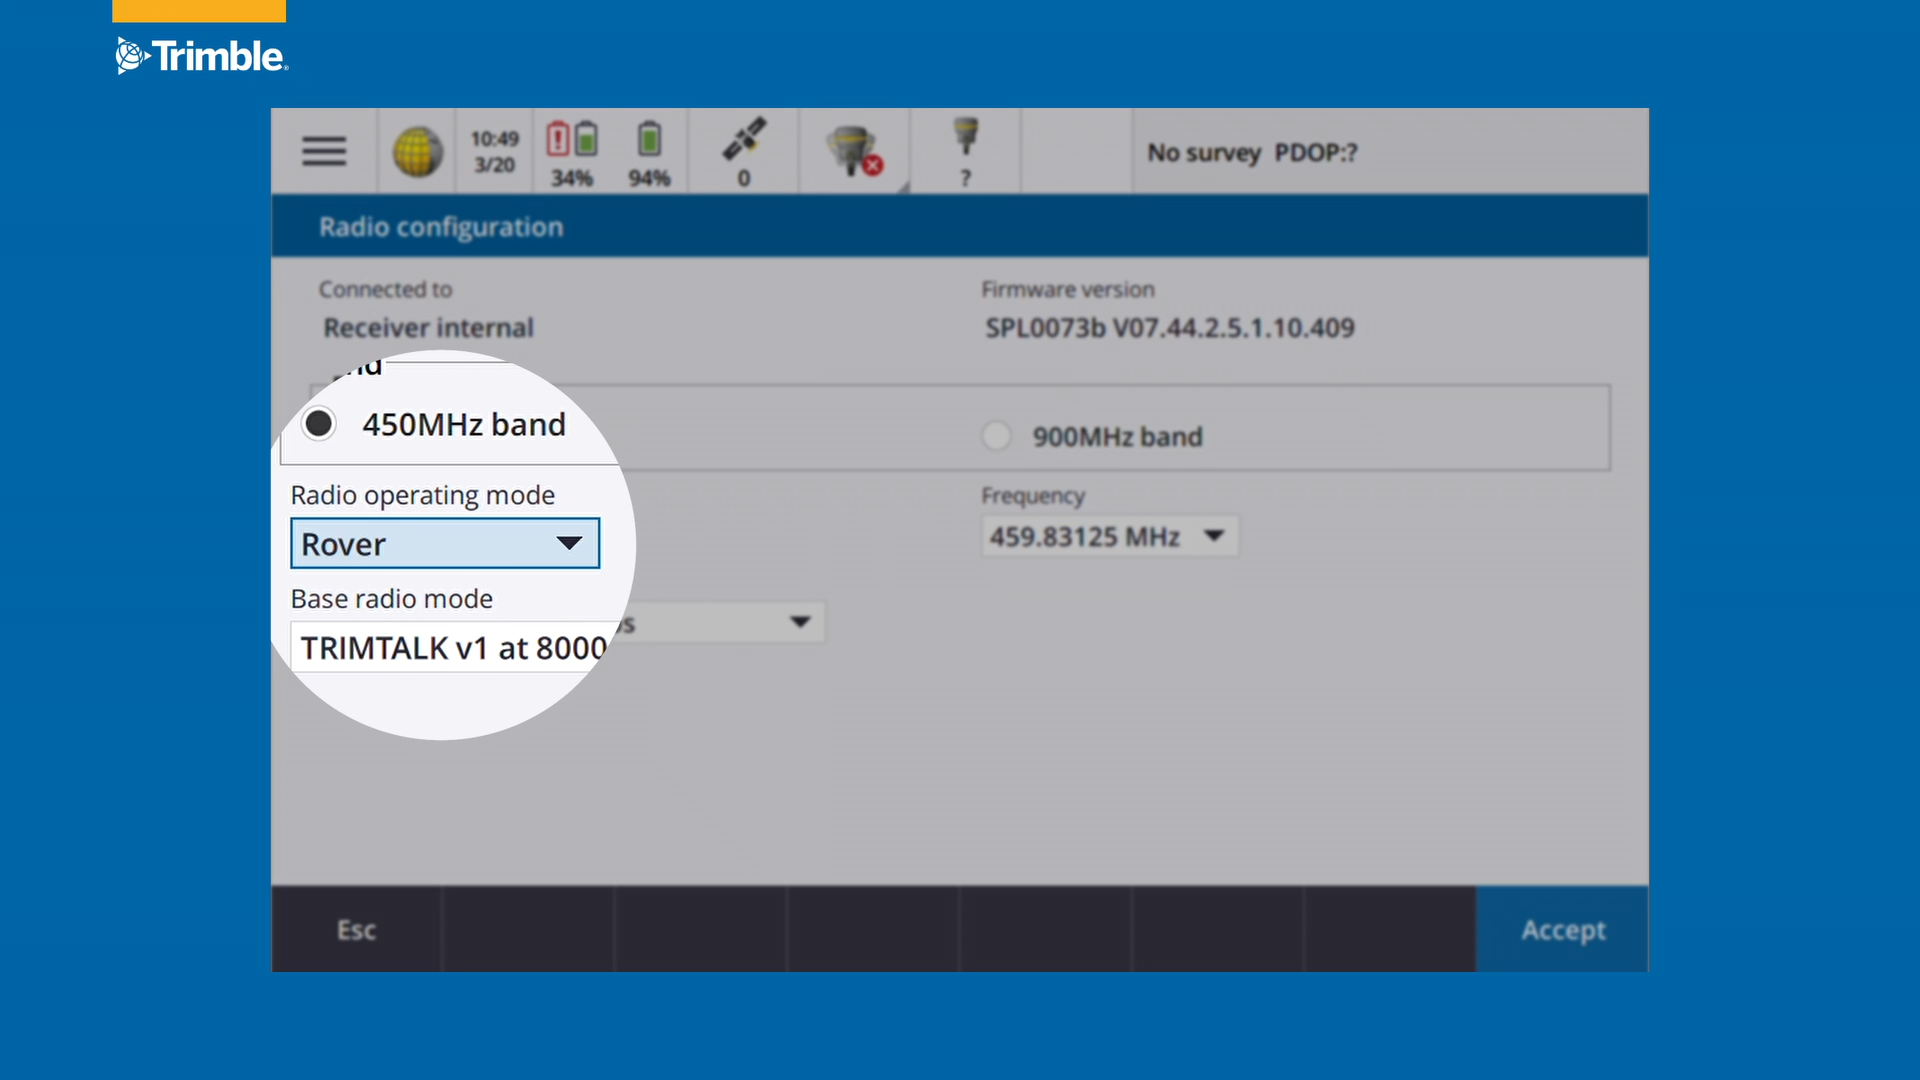 Trimble
10:49
3/20
34%
94%
0
?
No survey PDOP:?
Radio configuration
Connected to
Firmware version
Receiver internal
SPL0073b V07.44.2.5.1.10.409
450MHz band
900MHz band
Radio operating mode
Frequency
Rover
459.83125 MHz
Base radio mode
TRIMTALK v1 at 8000
Esc
Accept